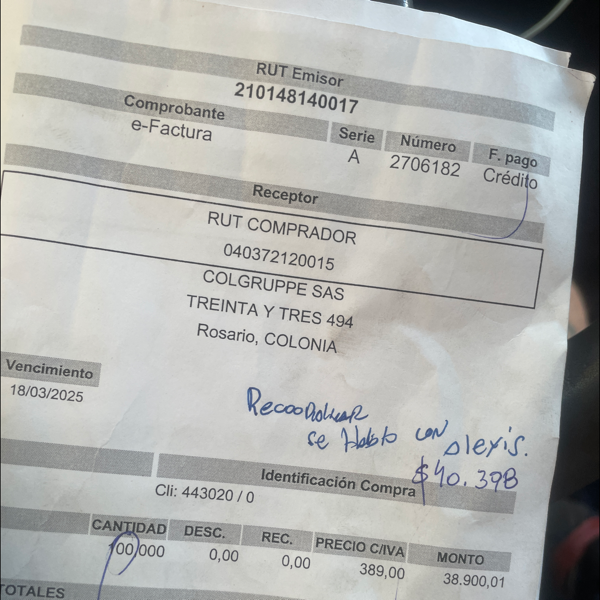 RUT Emisor
210148140017
Comprobante Serie Número F. pago
e-Factura A 2706182 Crédito
Receptor
RUT COMPRADOR
040372120015
COLGRUPPE SAS
TREINTA Y TRES 494
Rosario, COLONIA
Vencimiento
18/03/2025
se Hablo con Alexis.
$40.398
Identificación Compra
Cli: 443020 / 0
CANTIDAD DESC. REC. PRECIO C/IVA MONTO
100,000 0,00 0,00 389,00 38.900,01
TOTALES